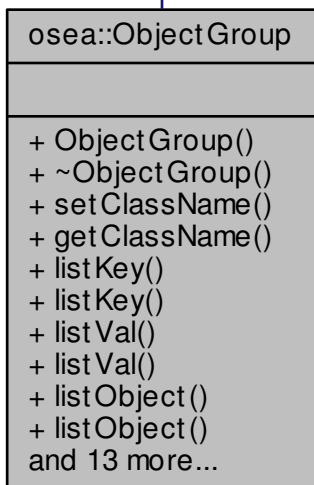 osea::ObjectGroup
+ ObjectGroup()
+ ~ObjectGroup()
+ setClassName()
+ getClassName()
+ listKey()
+ listKey()
+ listVal()
+ listVal()
+ listObject()
+ listObject()
and 13 more...